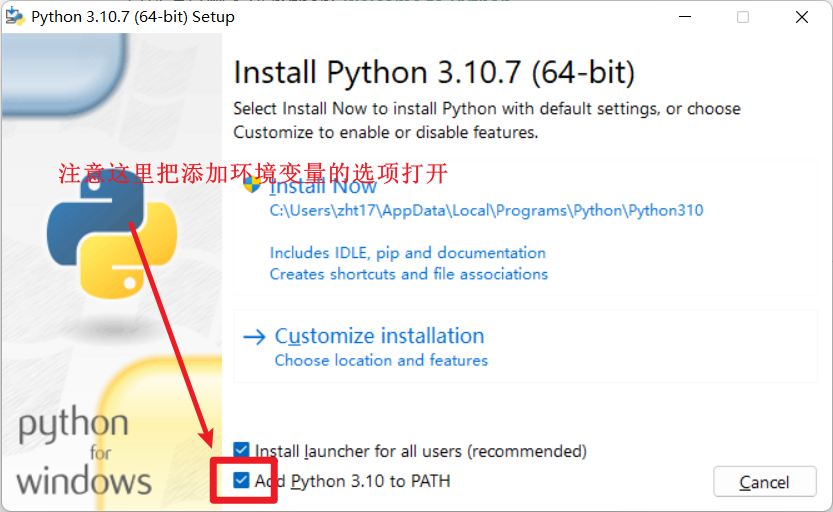 Python 3.10.7 (64-bit) Setup
Install Python 3.10.7 (64-bit)
Select Install Now to install Python with default settings, or choose
Customize to enable or disable features.
注意这里把添加环境变量的选项打开
Install Now
C:\Users\zht17\AppData\Local\Programs\Python\Python310
Includes IDLE, pip and documentation
Creates shortcuts and file associations
Customize installation
Choose location and features
python
for
windows
Install launcher for all users (recommended)
Add Python 3.10 to PATH
Cancel